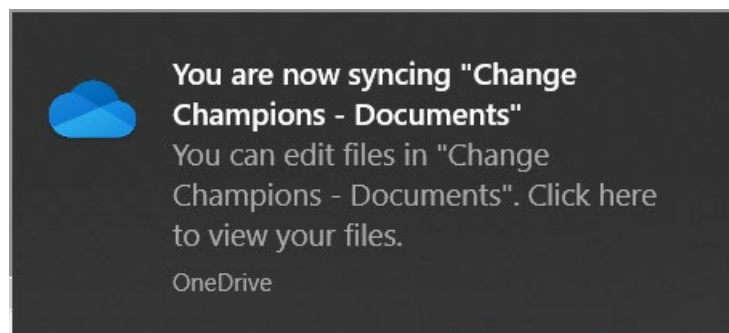 You are now syncing "Change
Champions - Documents"
You can edit files in "Change
Champions - Documents". Click here
to view your files.
OneDrive